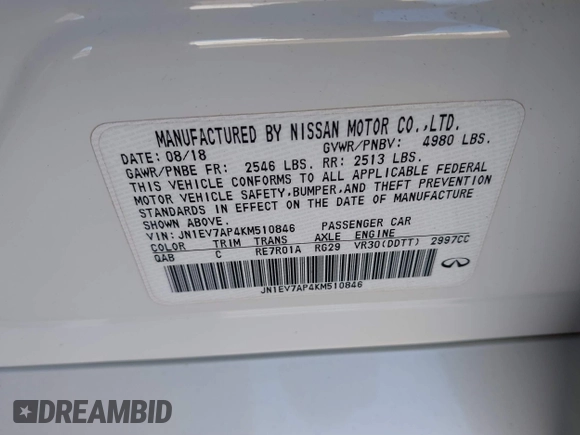 MANUFACTURED BY NISSAN MOTOR CO.,LTD.
DATE: 08/18 GVWR/PNBV: 4980 LBS.
GAWR/PNBE FR: 2546 LBS. RR: 2513 LBS.
THIS VEHICLE CONFORMS TO ALL APPLICABLE FEDERAL
MOTOR VEHICLE SAFETY,BUMPER,AND THEFT PREVENTION
STANDARDS IN EFFECT ON THE DATE OF MANUFACTURE
SHOWN ABOVE.
VIN: JN1EV7AP4KM510846 PASSENGER CAR
COLOR TRIM TRANS AXLE ENGINE
QAB C RE7R01A RG29 VR30(DDTT) 2997CC
JN1EV7AP4KM510846
DREAMBID